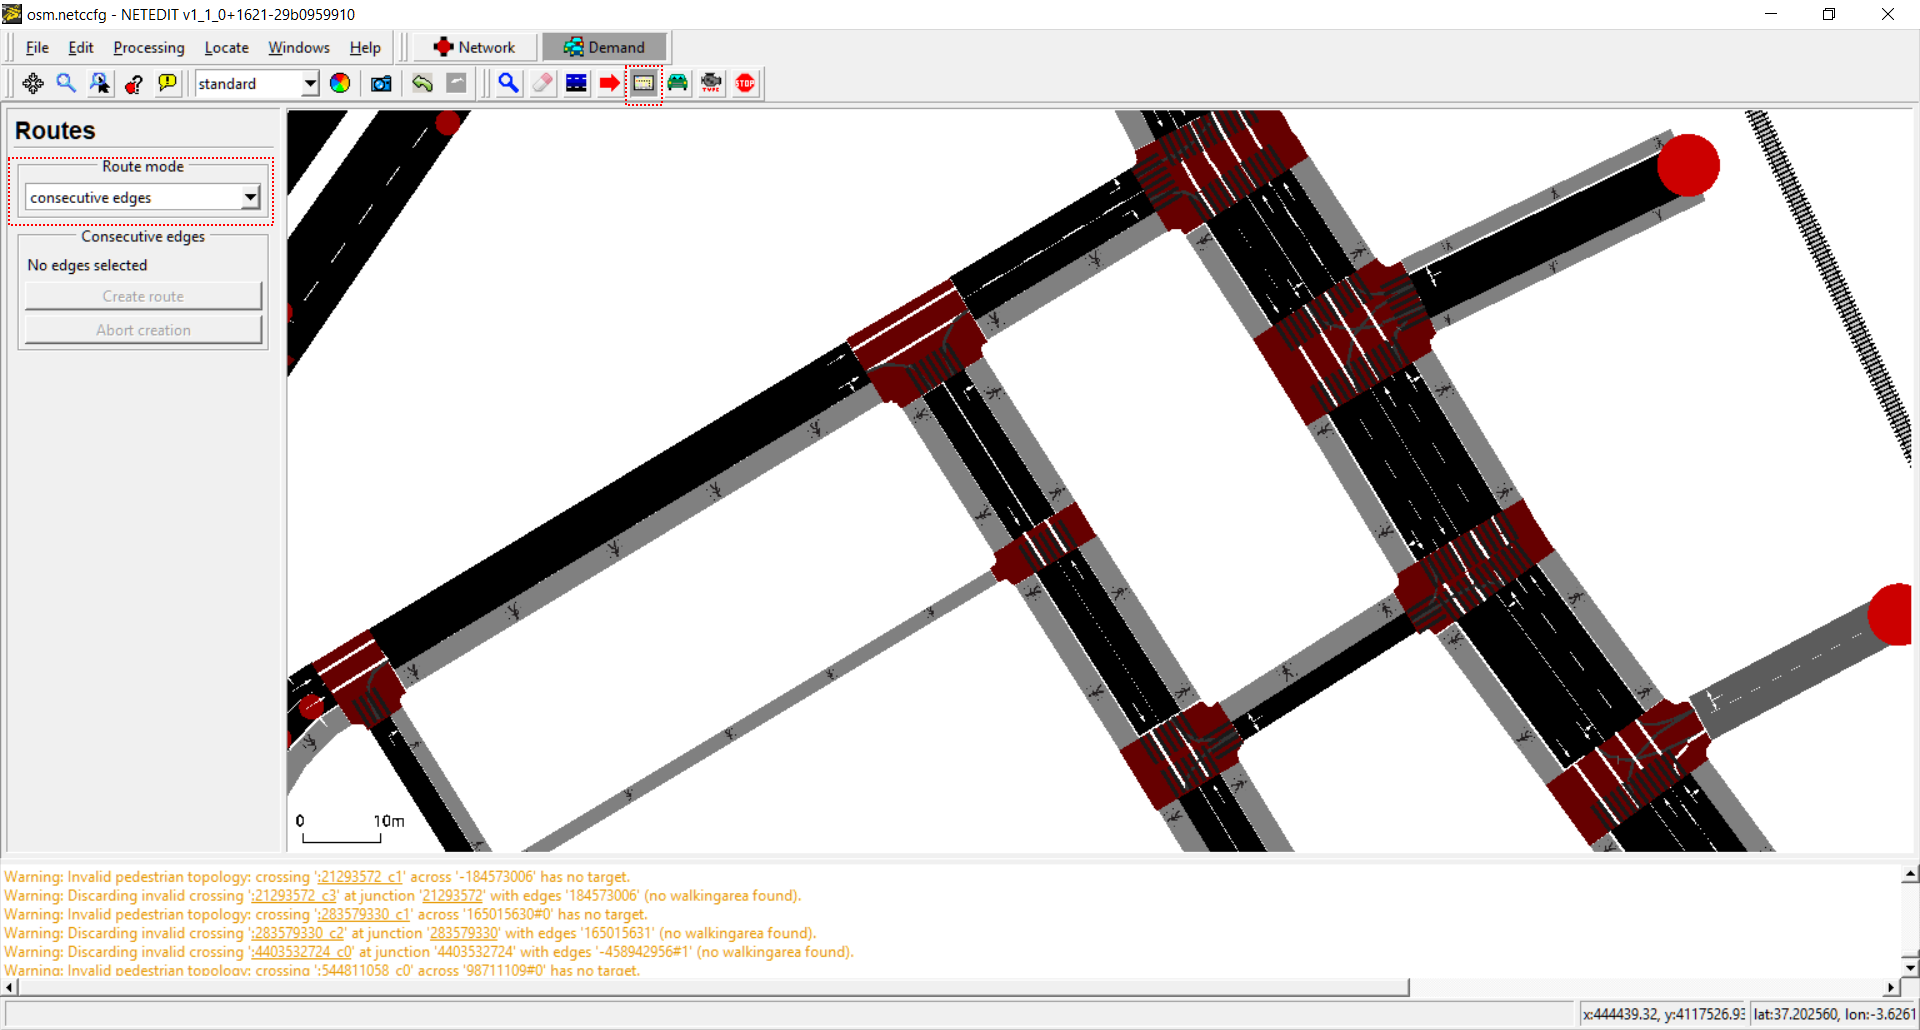 osm.netccfg - NETEDIT v1_1_0+1621-29b0959910
File Edit Processing Locate Windows Help Network Demand
standard TYPE STOP
Routes
Route mode
consecutive edges
Consecutive edges
No edges selected
Create route
Abort creation
0 10m
Warning: Invalid pedestrian topology: crossing ':21293572_c1' across '-184573006' has no target.
Warning: Discarding invalid crossing ':21293572_c3' at junction '21293572' with edges '184573006' (no walkingarea found).
Warning: Invalid pedestrian topology: crossing ':283579330_c1' across '165015630#0' has no target.
Warning: Discarding invalid crossing ':283579330_c2' at junction '283579330' with edges '165015631' (no walkingarea found).
Warning: Discarding invalid crossing ':4403532724_c0' at junction '4403532724' with edges '-458942956#1' (no walkingarea found).
Warning: Invalid pedestrian topology: crossing ':544811058_c0' across '98711109#0' has no target.
x:444439.32, y:4117526.93 lat:37.202560, lon:-3.6261